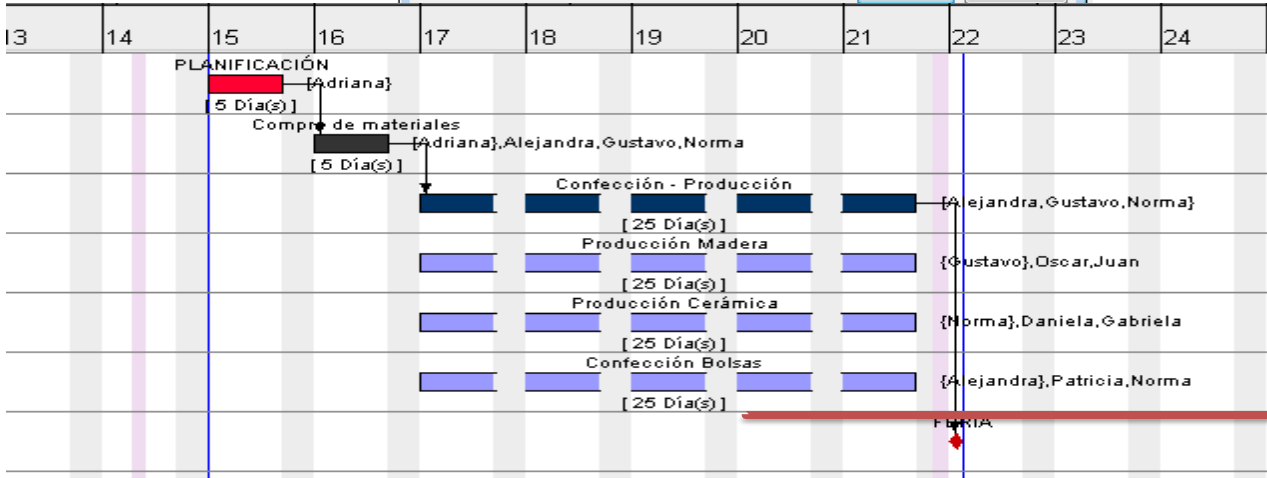 13 14 15 16 17 18 19 20 21 22 23 24
PLANIFICACIÓN
{Adriana}
[ 5 Día(s) ]
Compra de materiales
{Adriana},Alejandra,Gustavo,Norma
[ 5 Día(s) ]
Confección - Producción
{Alejandra,Gustavo,Norma}
[ 25 Día(s) ]
Producción Madera
{Gustavo},Oscar,Juan
[ 25 Día(s) ]
Producción Cerámica
{Norma},Daniela,Gabriela
[ 25 Día(s) ]
Confección Bolsas
{Alejandra},Patricia,Norma
[ 25 Día(s) ]
FERIA